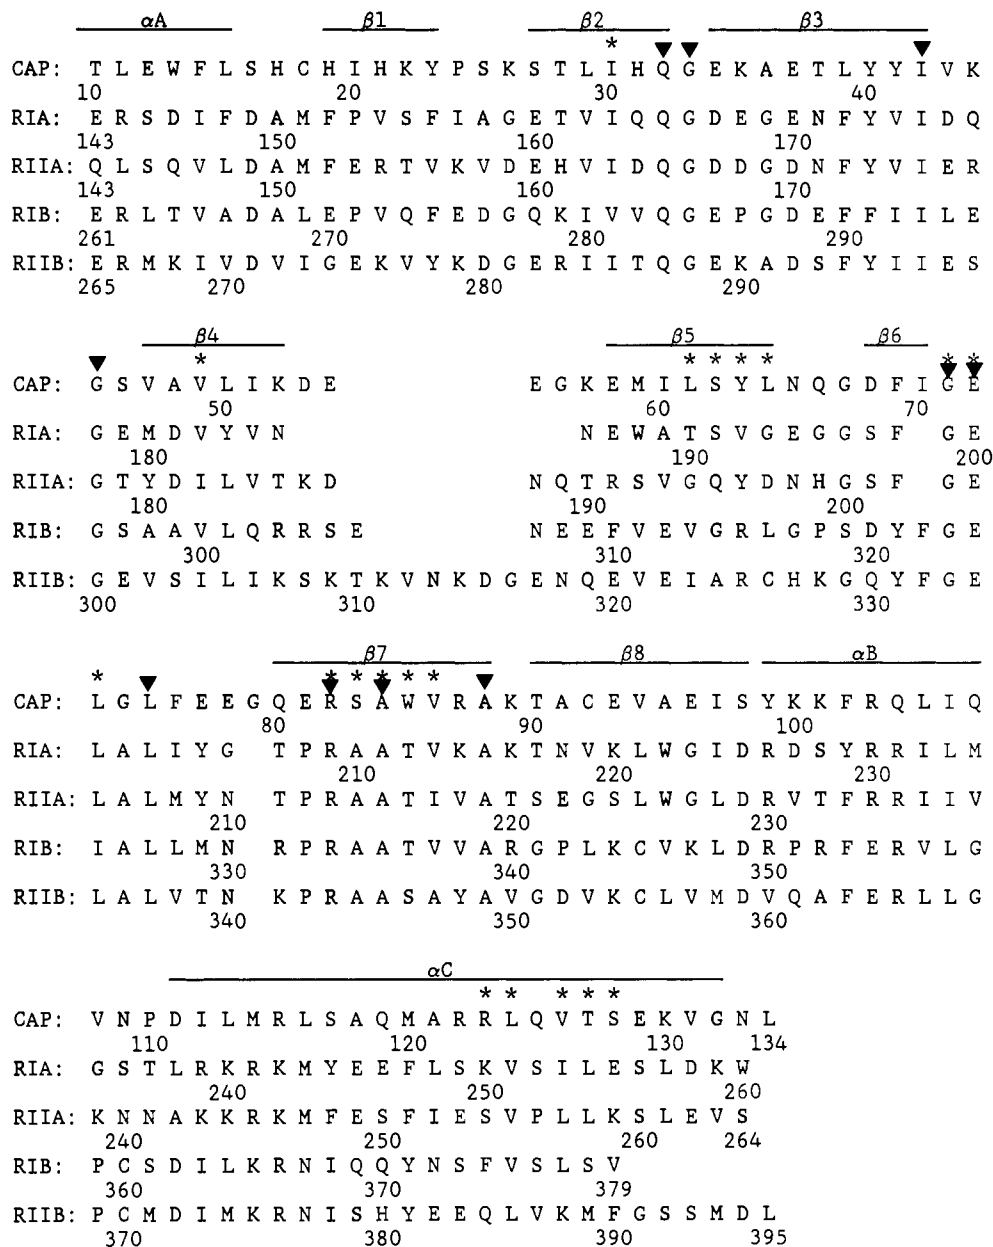 αA β1 β2 β3
* ▼ ▼ ▼
CAP: T L E W F L S H C H I H K Y P S K S T L I H Q G E K A E T L Y Y I V K
10 20 30 40
RIA: E R S D I F D A M F P V S F I A G E T V I Q Q G D E G E N F Y V I D Q
143 150 160 170
RIIA: Q L S Q V L D A M F E R T V K V D E H V I D Q G D D G D N F Y V I E R
143 150 160 170
RIB: E R L T V A D A L E P V Q F E D G Q K I V V Q G E P G D E F F I I L E
261 270 280 290
RIIB: E R M K I V D V I G E K V Y K D G E R I I T Q G E K A D S F Y I I E S
265 270 280 290
β4 β5 β6
▼ * * * * * * *
▼ ▼
CAP: G S V A V L I K D E E G K E M I L S Y L N Q G D F I G E
50 60 70
RIA: G E M D V Y V N N E W A T S V G E G G S F G E
180 190 200
RIIA: G T Y D I L V T K D N Q T R S V G Q Y D N H G S F G E
180 190 200
RIB: G S A A V L Q R R S E N E E F V E V G R L G P S D Y F G E
300 310 320
RIIB: G E V S I L I K S K T K V N K D G E N Q E V E I A R C H K G Q Y F G E
300 310 320 330
β7 β8 αB
* ▼ * * * * * ▼
▼ ▼
CAP: L G L F E E G Q E R S A W V R A K T A C E V A E I S Y K K F R Q L I Q
80 90 100
RIA: L A L I Y G T P R A A T V K A K T N V K L W G I D R D S Y R R I L M
210 220 230
RIIA: L A L M Y N T P R A A T I V A T S E G S L W G L D R V T F R R I I V
210 220 230
RIB: I A L L M N R P R A A T V V A R G P L K C V K L D R P R F E R V L G
330 340 350
RIIB: L A L V T N K P R A A S A Y A V G D V K C L V M D V Q A F E R L L G
340 350 360
αC
* * * * *
CAP: V N P D I L M R L S A Q M A R R L Q V T S E K V G N L
110 120 130 134
RIA: G S T L R K R K M Y E E F L S K V S I L E S L D K W
240 250 260
RIIA: K N N A K K R K M F E S F I E S V P L L K S L E V S
240 250 260 264
RIB: P C S D I L K R N I Q Q Y N S F V S L S V
360 370 379
RIIB: P C M D I M K R N I S H Y E E Q L V K M F G S S M D L
370 380 390 395